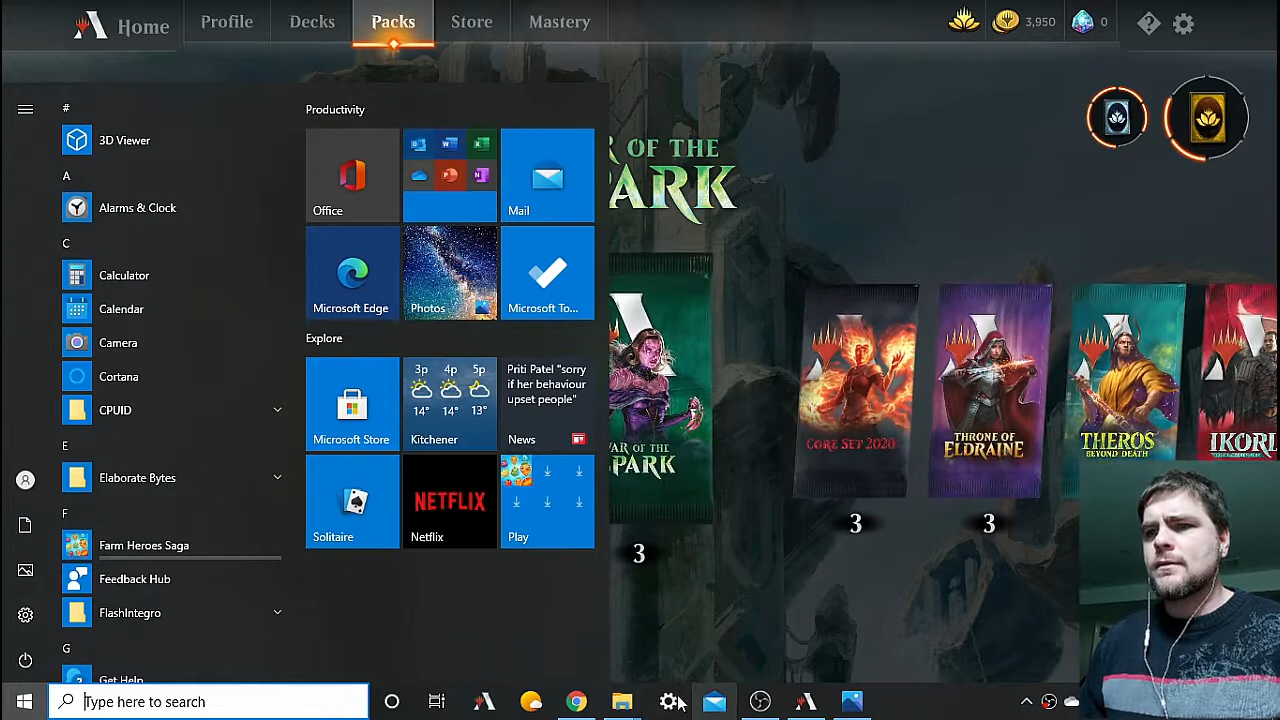 Home
Profile
Decks
Packs
Store
Mastery
3,950
0
#
3D Viewer
A
Alarms & Clock
C
Calculator
Calendar
Camera
Cortana
CPUID
E
Elaborate Bytes
F
Farm Heroes Saga
Feedback Hub
FlashIntegro
G
Get Help
Productivity
Office
Mail
Microsoft Edge
Photos
Microsoft To...
Explore
Microsoft Store
3p 4p 5p
14° 14° 13°
Kitchener
Priti Patel "sorry
if her behaviour
upset people"
News
Solitaire
NETFLIX
Netflix
Play
R OF THE
PARK
WAR OF THE
SPARK
3
CORE SET 2020
3
THRONE OF
ELDRAINE
3
THEROS
BEYOND DEATH
IKORI
Type here to search